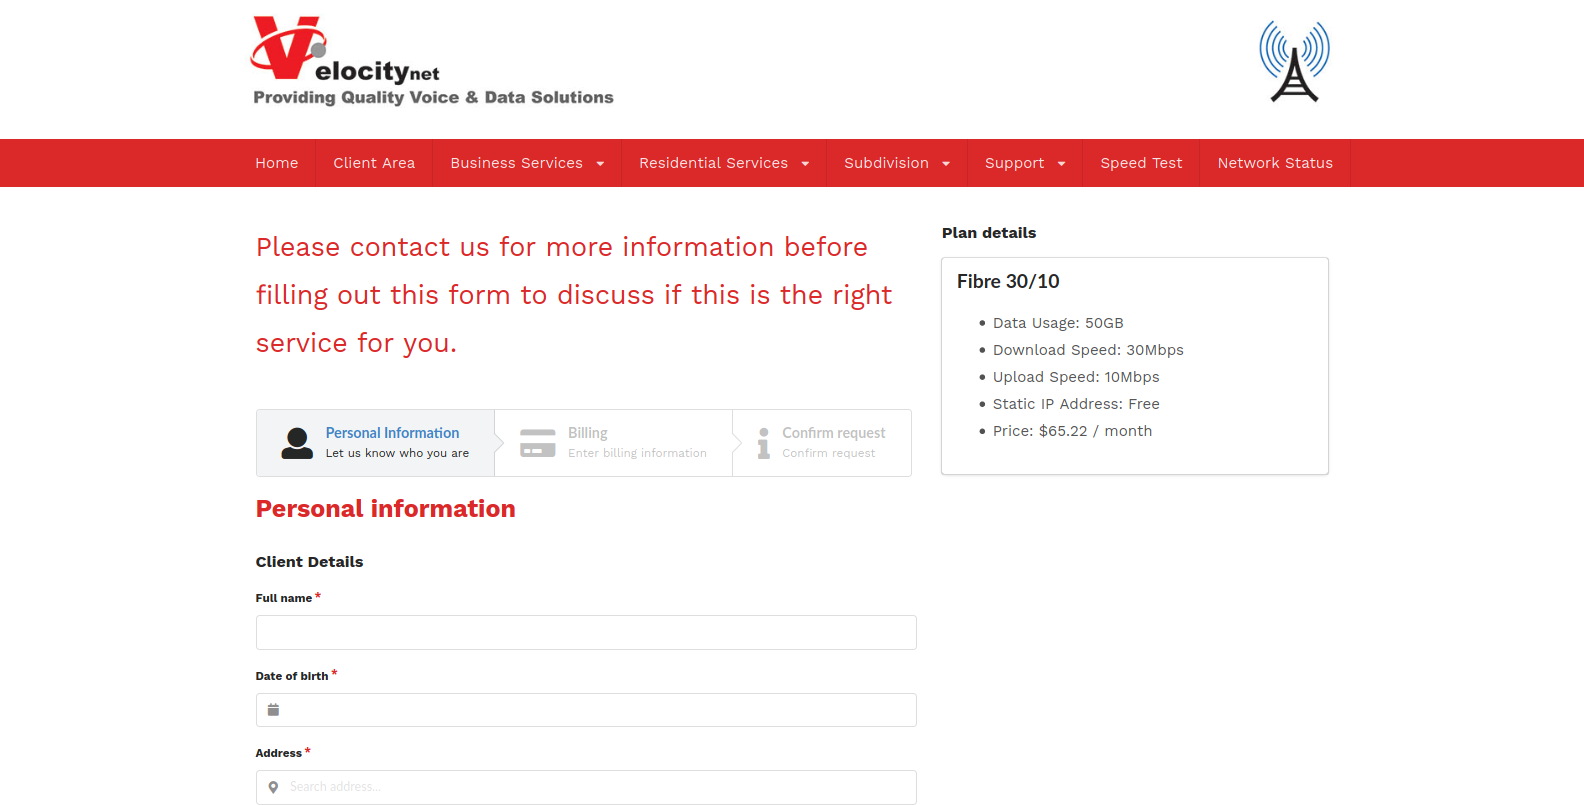 Velocitynet
Providing Quality Voice & Data Solutions
Home
Client Area
Business Services
Residential Services
Subdivision
Support
Speed Test
Network Status
Please contact us for more information before
filling out this form to discuss if this is the right
service for you.
Personal Information
Let us know who you are
Billing
Enter billing information
Confirm request
Confirm request
Personal information
Client Details
Full name *
Date of birth *
Address *
Search address...
Plan details
Fibre 30/10
Data Usage: 50GB
Download Speed: 30Mbps
Upload Speed: 10Mbps
Static IP Address: Free
Price: $65.22 / month